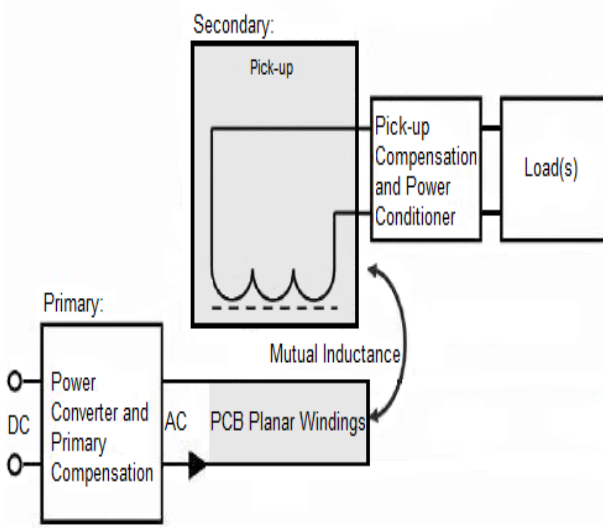 Secondary:
Pick-up
Pick-up
Compensation
and Power
Conditioner
Load(s)
Primary:
Mutual Inductance
DC
Power
Converter and
Primary
Compensation
AC
PCB Planar Windings